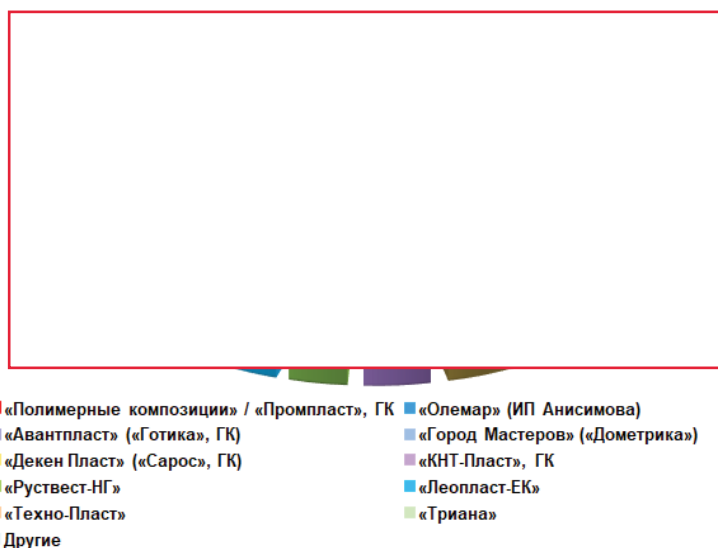 «Полимерные композиции» / «Промпласт», ГК
«Олемар» (ИП Анисимова)
«Авантпласт» («Готика», ГК)
«Город Мастеров» («Дометрика»)
«Декен Пласт» («Сарос», ГК)
«КНТ-Пласт», ГК
«Руствест-НГ»
«Леопласт-ЕК»
«Техно-Пласт»
«Триана»
Другие